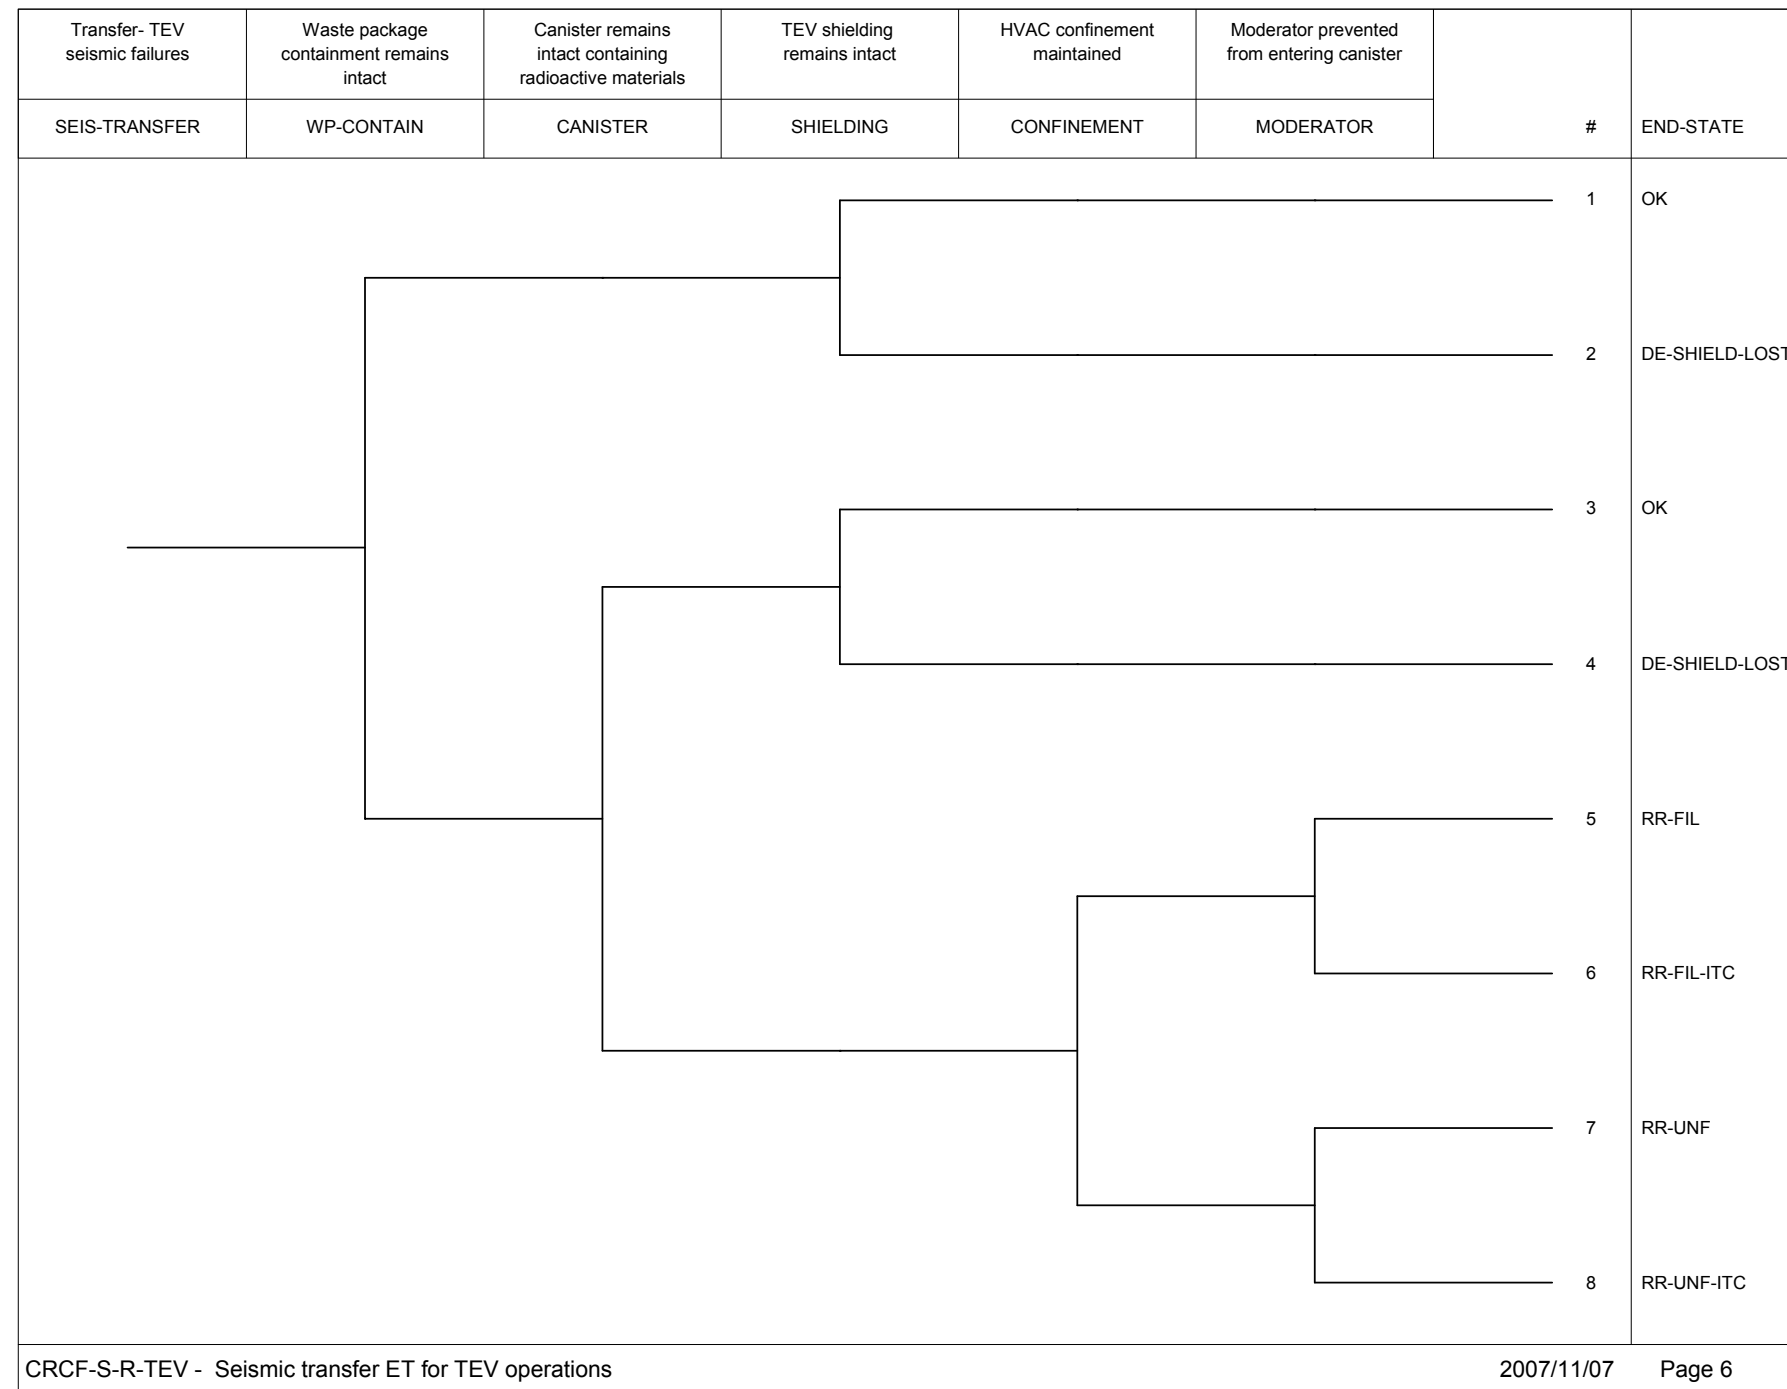 Transfer- TEV
seismic failures
Waste package
containment remains
intact
Canister remains
intact containing
radioactive materials
TEV shielding
remains intact
HVAC confinement
maintained
Moderator prevented
from entering canister
SEIS-TRANSFER
WP-CONTAIN
CANISTER
SHIELDING
CONFINEMENT
MODERATOR
#
END-STATE
1 OK
2 DE-SHIELD-LOST
3 OK
4 DE-SHIELD-LOST
5 RR-FIL
6 RR-FIL-ITC
7 RR-UNF
8 RR-UNF-ITC
CRCF-S-R-TEV - Seismic transfer ET for TEV operations 2007/11/07 Page 6